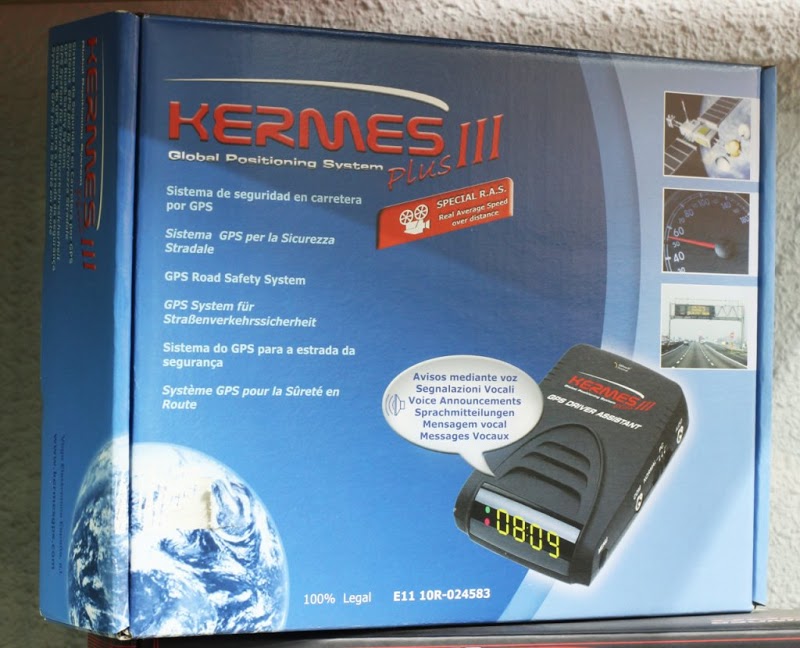 KERMES
plus III
Global Positioning System
SPECIAL R.A.S.
Real Average Speed
over distance
Sistema de seguridad en carretera
por GPS
Sistema GPS per la Sicurezza
Stradale
GPS Road Safety System
GPS System für
Straßenverkehrssicherheit
Sistema do GPS para a estrada da
segurança
Système GPS pour la Sûreté en
Route
Avisos mediante voz
Segnalazioni Vocali
Voice Announcements
Sprachmitteilungen
Mensagem vocal
Messages Vocaux
KERMES III
GPS DRIVER ASSISTANT
08:09
100% Legal E11 10R-024583
KERMES III
Global Positioning System